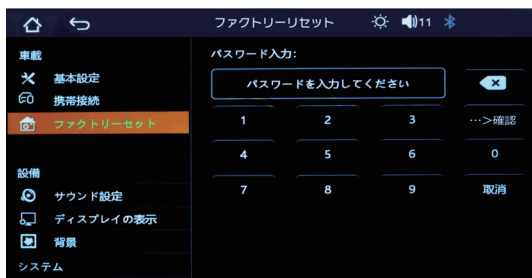 ファクトリーリセット 11
車載
基本設定
携帯接続
ファクトリーリセット
設備
サウンド設定
ディスプレイの表示
背景
システム
パスワード入力:
パスワードを入力してください
1 2 3 …>確認
4 5 6 0
7 8 9 取消